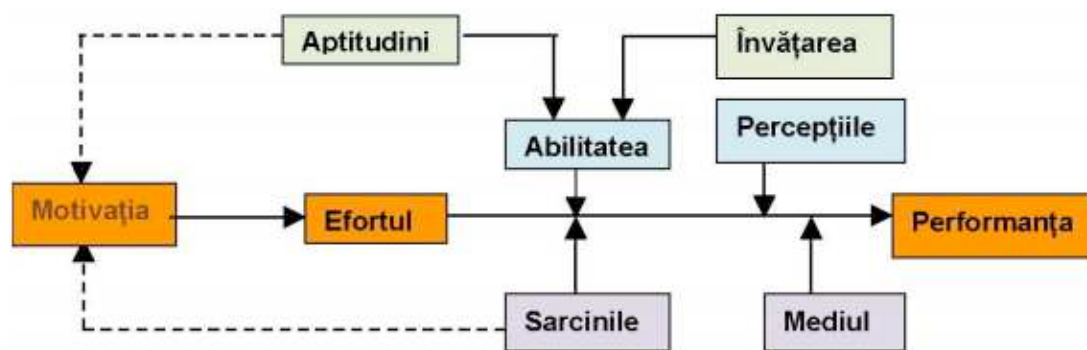 Aptitudini
Învățarea
Abilitatea
Percepțiile
Motivația
Efortul
Performanța
Sarcinile
Mediul